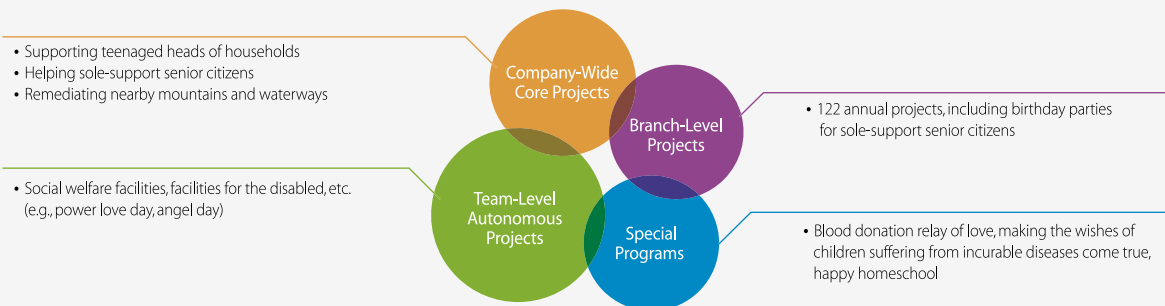 • Supporting teenaged heads of households
• Helping sole-support senior citizens
• Remediating nearby mountains and waterways
Company-Wide
Core Projects
Branch-Level
Projects
• 122 annual projects, including birthday parties
for sole-support senior citizens
• Social welfare facilities, facilities for the disabled, etc.
(e.g., power love day, angel day)
Team-Level
Autonomous
Projects
Special
Programs
• Blood donation relay of love, making the wishes of
children suffering from incurable diseases come true,
happy homeschool